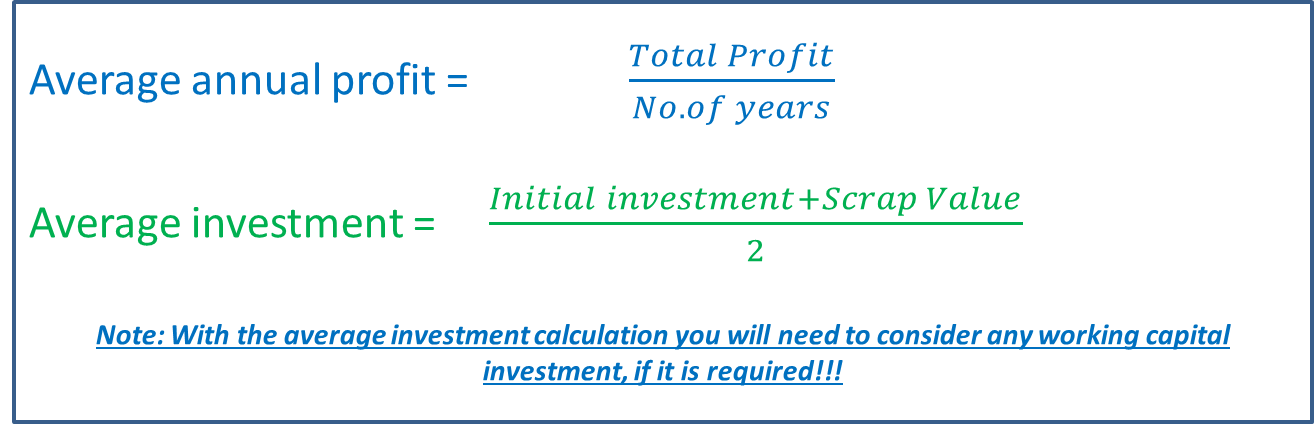 Average annual profit = Total Profit
No.of years
Average investment = Initial investment+Scrap Value
2
Note: With the average investment calculation you will need to consider any working capital
investment, if it is required!!!